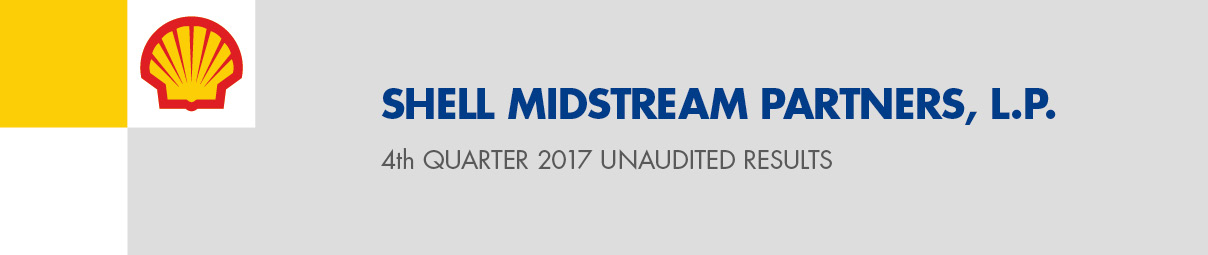 SHELL MIDSTREAM PARTNERS, L.P.
4th QUARTER 2017 UNAUDITED RESULTS